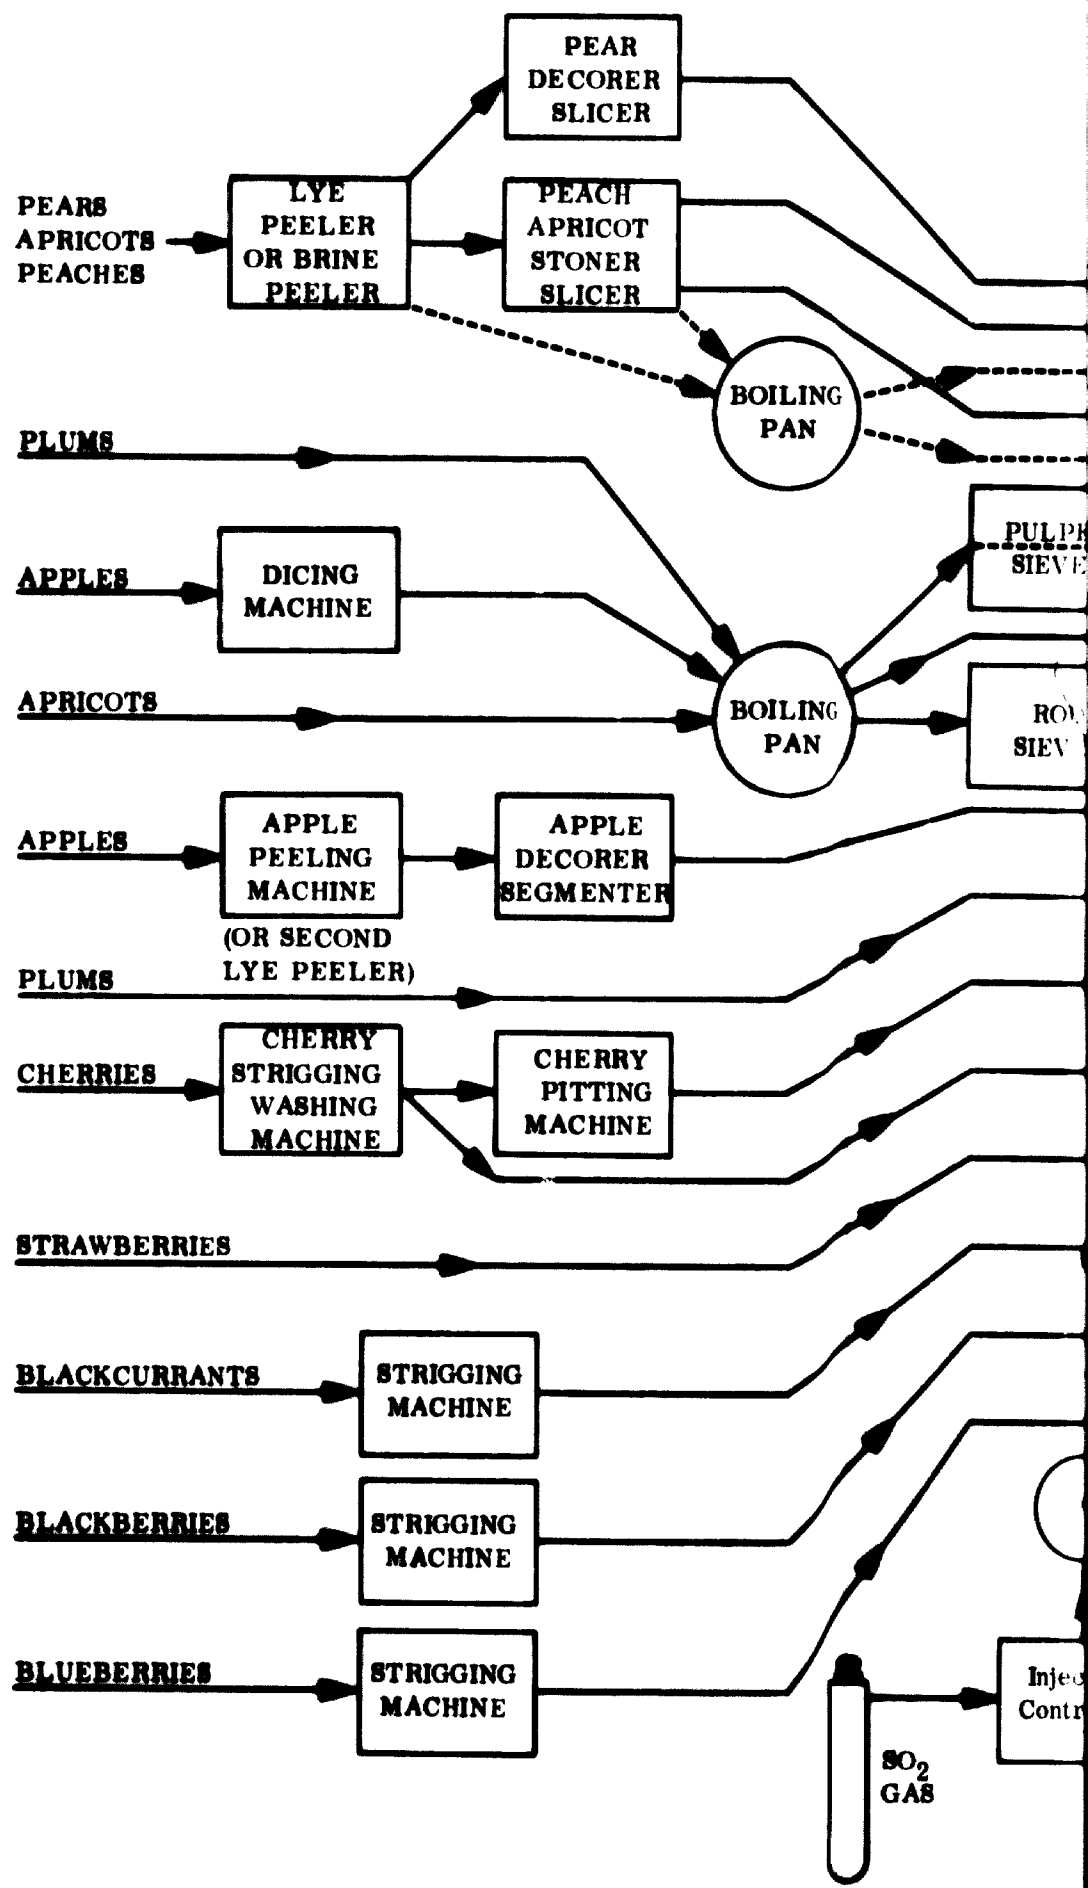 PEAR
DECORER
SLICER
PEARS
APRICOTS
PEACHES
LYE
PEELER
OR BRINE
PEELER
PEACH
APRICOT
STONER
SLICER
BOILING
PAN
PLUMS
SIEVE
APPLES
DICING
MACHINE
APRICOTS
BOILING
PAN
APPLES
APPLE
PEELING
MACHINE
(OR SECOND
LYE PEELER)
APPLE
DECORER
SEGMENTER
PLUMS
CHERRIES
CHERRY
STRIGGING
WASHING
MACHINE
CHERRY
PITTING
MACHINE
STRAWBERRIES
BLACKCURRANTS
STRIGGING
MACHINE
BLACKBERRIES
STRIGGING
MACHINE
BLUEBERRIES
STRIGGING
MACHINE
SO2
GAS